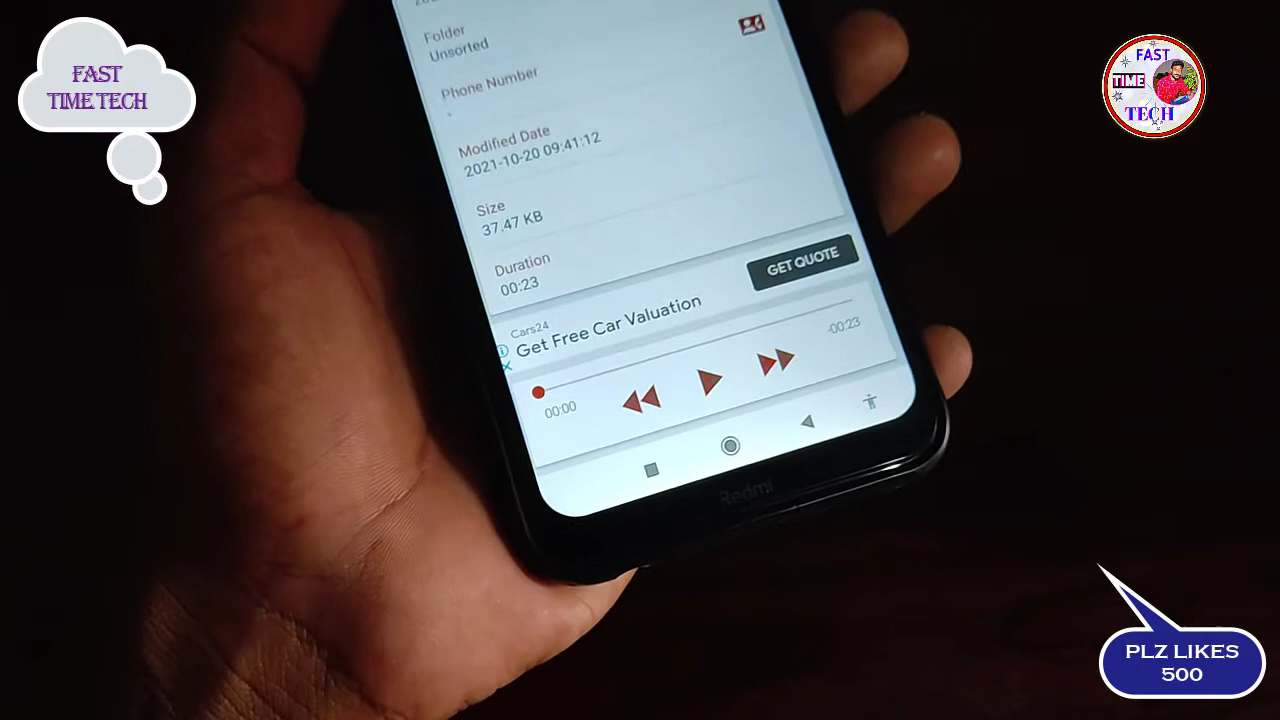 FAST
TIME TECH
FAST
TIME
TECH
Folder
Unsorted
Phone Number
-
Modified Date
2021-10-20 09:41:12
Size
37.47 KB
Duration
00:23
Cars24
Get Free Car Valuation
GET QUOTE
00:00
-00:23
Redmi
PLZ LIKES
500